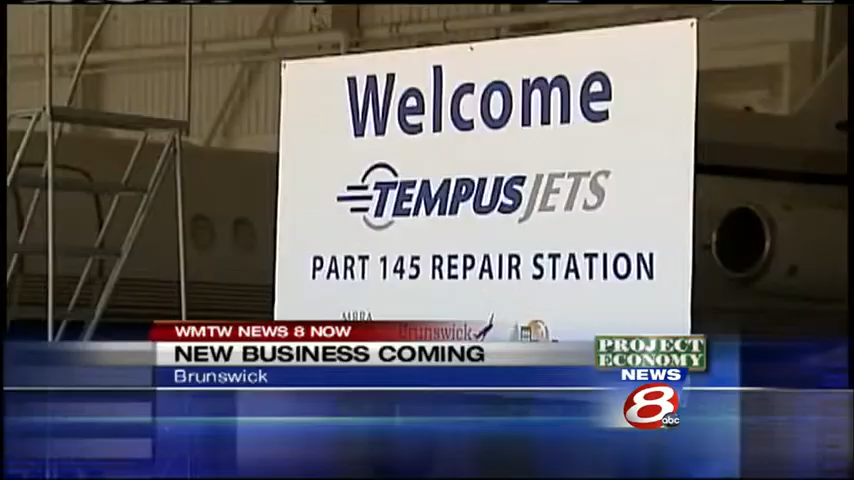 Welcome
TEMPUS JETS
PART 145 REPAIR STATION
MRRA
Brunswick
WMTW NEWS 8 NOW
NEW BUSINESS COMING
Brunswick
PROJECT
ECONOMY
NEWS
8
abc